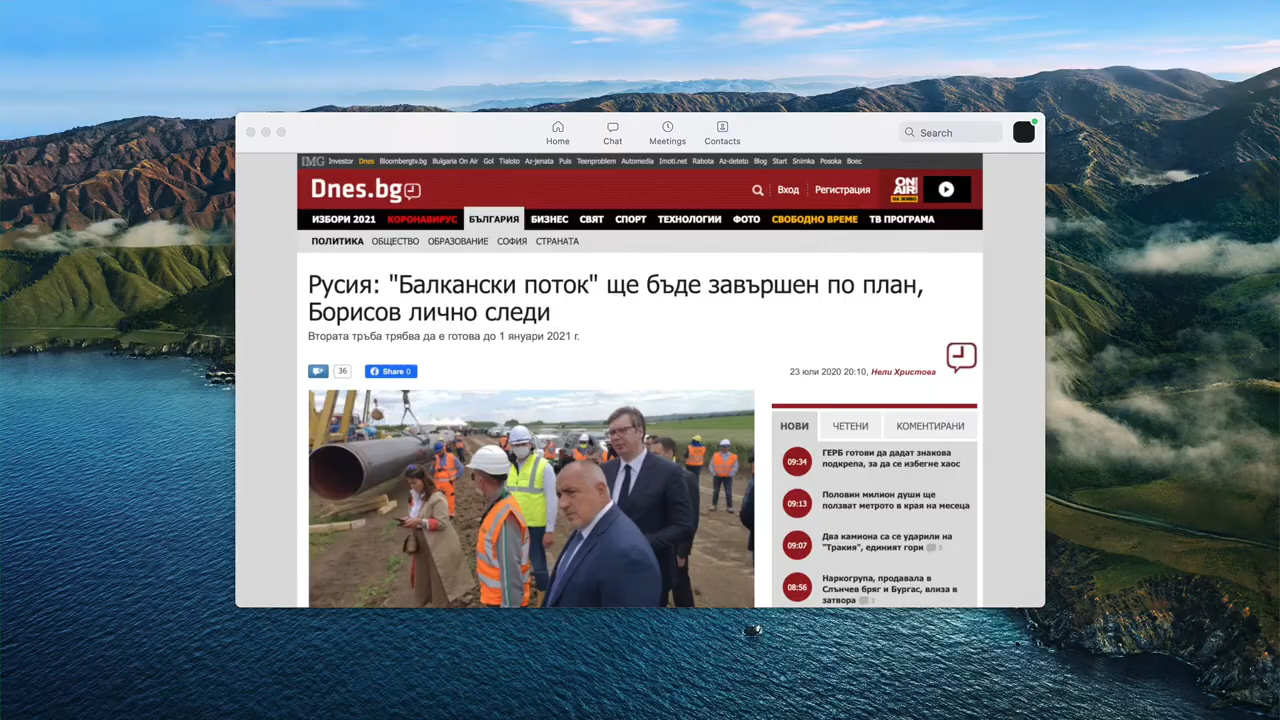 Home
Chat
Meetings
Contacts
Search
IMG Investor Dnes Bloombergtv.bg Bulgaria On Air Gol Tialoto Az-jenata Puls Teenproblem Automedia Imoti.net Rabota Az-deteto Blog Start Snimka Posoka Boec
Dnes.bg
Вход
Регистрация
ON AIR
НА ЖИВО
ИЗБОРИ 2021 КОРОНАВИРУС БЪЛГАРИЯ БИЗНЕС СВЯТ СПОРТ ТЕХНОЛОГИИ ФОТО СВОБОДНО ВРЕМЕ ТВ ПРОГРАМА
ПОЛИТИКА ОБЩЕСТВО ОБРАЗОВАНИЕ СОФИЯ СТРАНАТА
Русия: "Балкански поток" ще бъде завършен по план,
Борисов лично следи
Втората тръба трябва да е готова до 1 януари 2021 г.
36
Share 0
23 юли 2020 20:10, Нели Христова
НОВИ ЧЕТЕНИ КОМЕНТИРАНИ
09:34
ГЕРБ готови да дадат знакова
подкрепа, за да се избегне хаос
09:13
Половин милион души ще
ползват метрото в края на месеца
09:07
Два камиона са се ударили на
"Тракия", единият гори 3
08:56
Наркогрупа, продавала в
Слънчев бряг и Бургас, влиза в
затвора 2